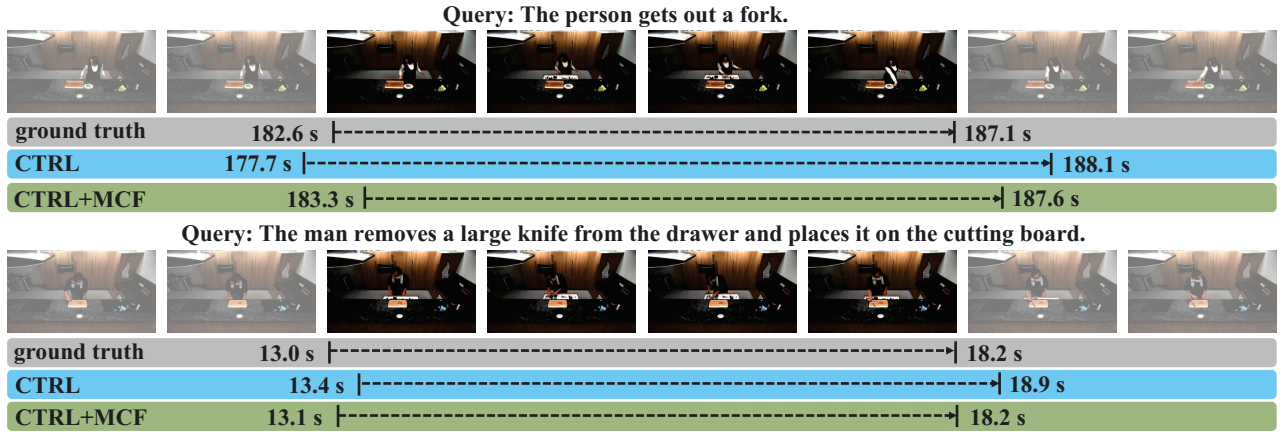 Query: The person gets out a fork.
ground truth 182.6 s 187.1 s
CTRL 177.7 s 188.1 s
CTRL+MCF 183.3 s 187.6 s
Query: The man removes a large knife from the drawer and places it on the cutting board.
ground truth 13.0 s 18.2 s
CTRL 13.4 s 18.9 s
CTRL+MCF 13.1 s 18.2 s